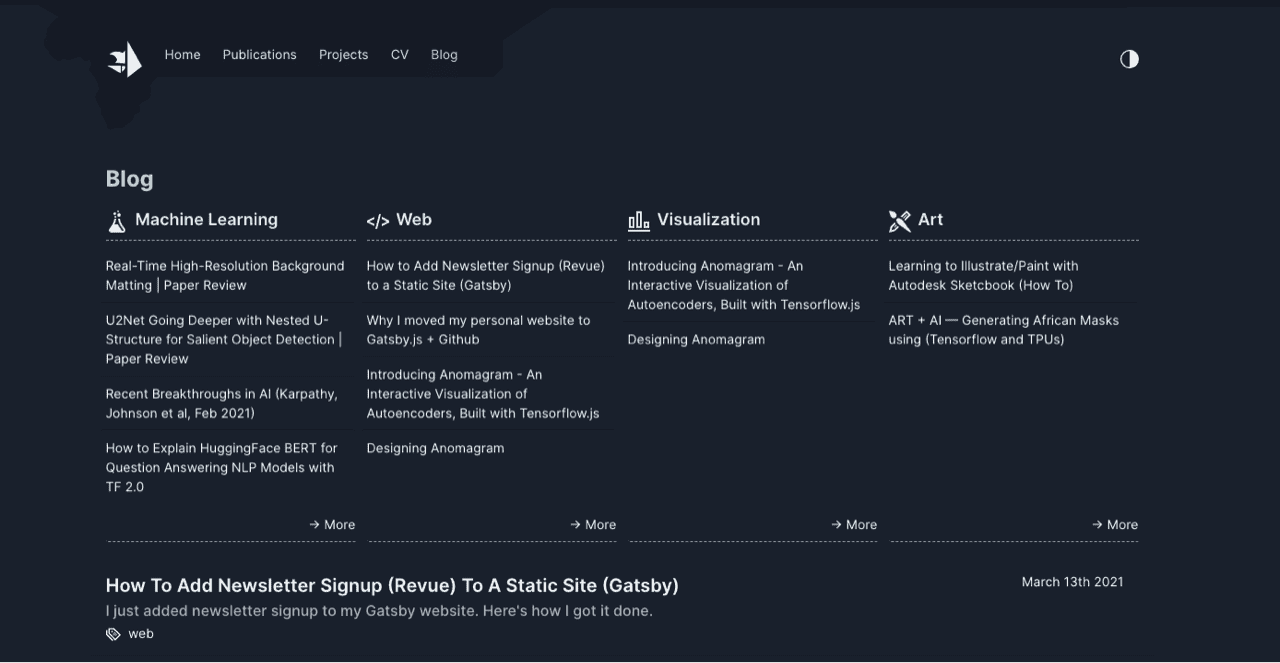 Home Publications Projects CV Blog
Blog
Machine Learning
Real-Time High-Resolution Background
Matting | Paper Review
U2Net Going Deeper with Nested U-
Structure for Salient Object Detection |
Paper Review
Recent Breakthroughs in AI (Karpathy,
Johnson et al, Feb 2021)
How to Explain HuggingFace BERT for
Question Answering NLP Models with
TF 2.0
→ More
</> Web
How to Add Newsletter Signup (Revue)
to a Static Site (Gatsby)
Why I moved my personal website to
Gatsby.js + Github
Introducing Anomagram - An
Interactive Visualization of
Autoencoders, Built with Tensorflow.js
Designing Anomagram
→ More
Visualization
Introducing Anomagram - An
Interactive Visualization of
Autoencoders, Built with Tensorflow.js
Designing Anomagram
→ More
Art
Learning to Illustrate/Paint with
Autodesk Sketcbook (How To)
ART + AI — Generating African Masks
using (Tensorflow and TPUs)
→ More
How To Add Newsletter Signup (Revue) To A Static Site (Gatsby)
March 13th 2021
I just added newsletter signup to my Gatsby website. Here's how I got it done.
web